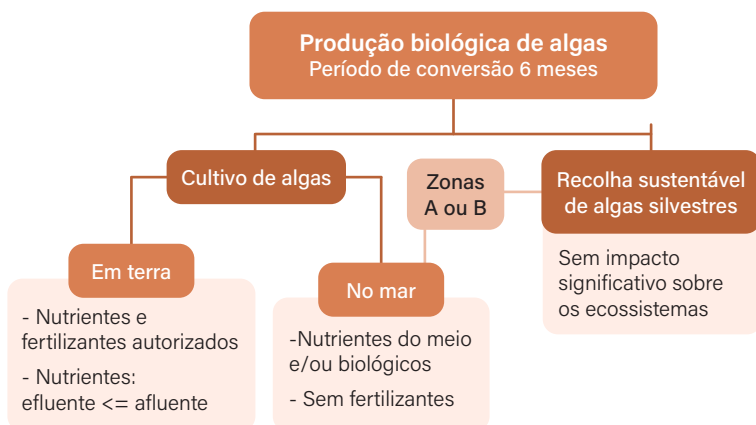 Produção biológica de algas
Período de conversão 6 meses
Cultivo de algas
Zonas
A ou B
Recolha sustentável
de algas silvestres
Em terra
No mar
Sem impacto
significativo sobre
os ecossistemas
- Nutrientes e
fertilizantes autorizados
- Nutrientes:
efluente <= afluente
-Nutrientes do meio
e/ou biológicos
- Sem fertilizantes